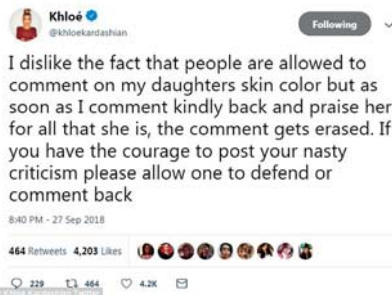 Khloé
@khloekardashian
Following
I dislike the fact that people are allowed to
comment on my daughters skin color but as
soon as I comment kindly back and praise her
for all that she is, the comment gets erased. If
you have the courage to post your nasty
criticism please allow one to defend or
comment back
8:40 PM - 27 Sep 2018
464 Retweets 4,203 Likes
229 464 4.2K